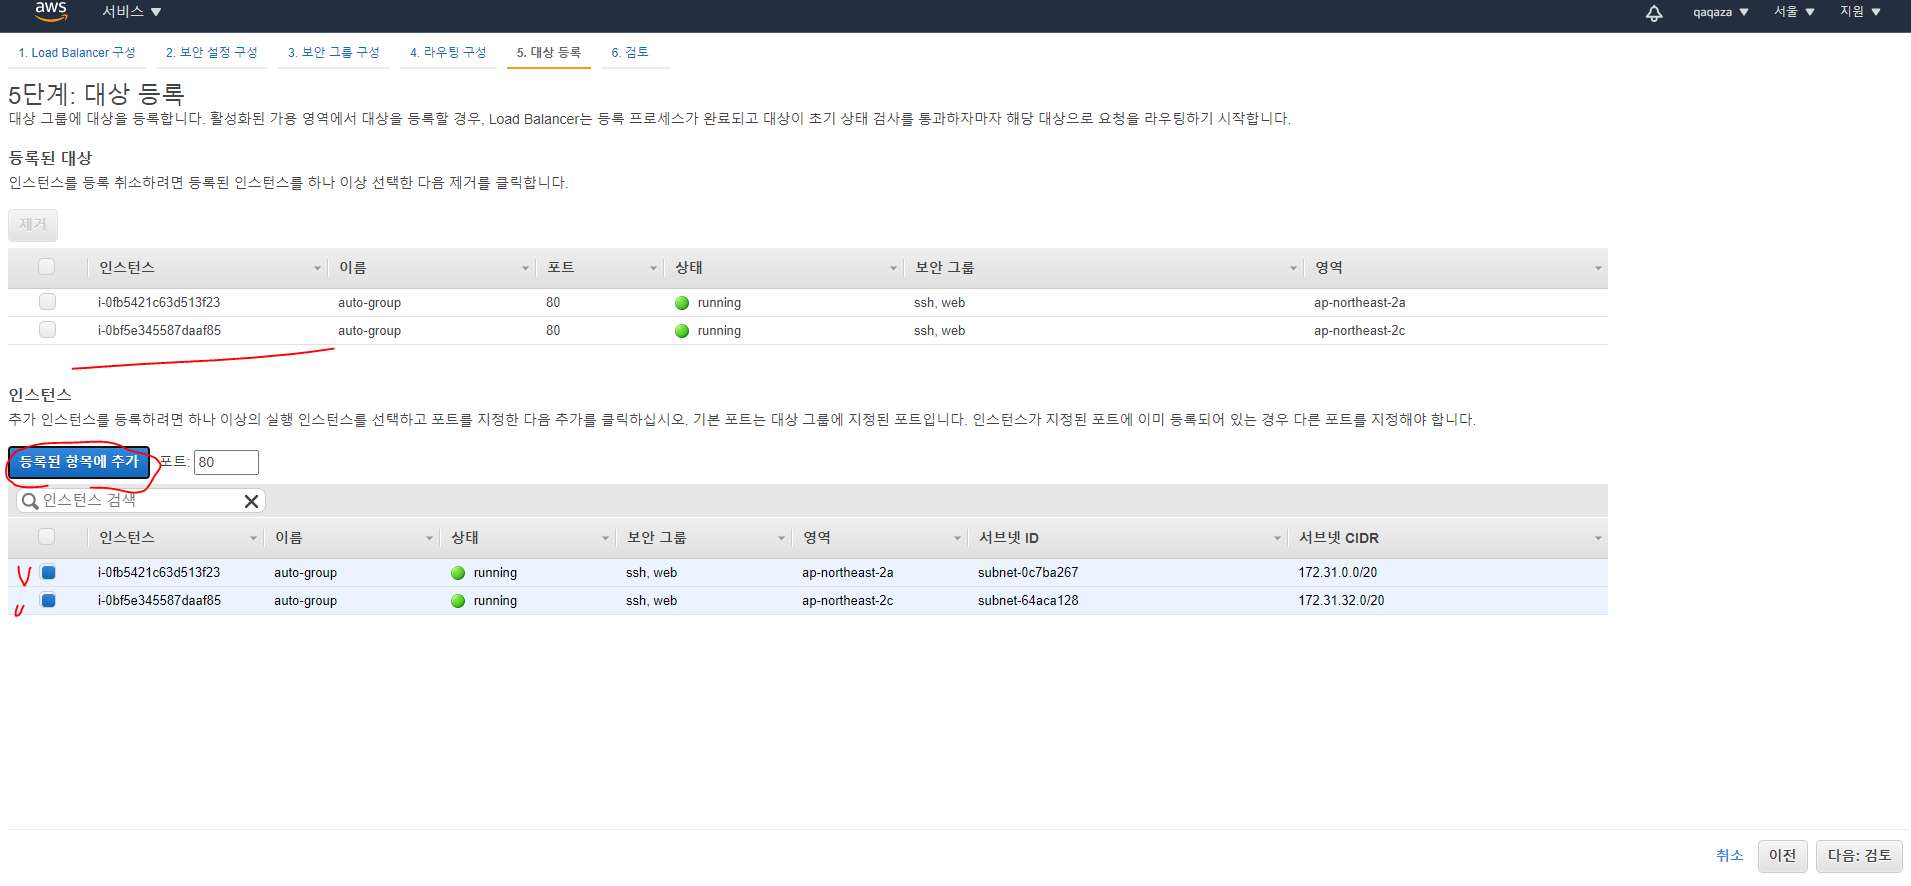 aws 서비스 qaqaza 서울 지원
1. Load Balancer 구성 2. 보안 설정 구성 3. 보안 그룹 구성 4. 라우팅 구성 5. 대상 등록 6. 검토
5단계: 대상 등록
대상 그룹에 대상을 등록합니다. 활성화된 가용 영역에서 대상을 등록할 경우, Load Balancer는 등록 프로세스가 완료되고 대상이 초기 상태 검사를 통과하자마자 해당 대상으로 요청을 라우팅하기 시작합니다.
등록된 대상
인스턴스를 등록 취소하려면 등록된 인스턴스를 하나 이상 선택한 다음 제거를 클릭합니다.
제거
인스턴스 이름 포트 상태 보안 그룹 영역
i-0fb5421c63d513f23 auto-group 80 running ssh, web ap-northeast-2a
i-0bf5e345587daaf85 auto-group 80 running ssh, web ap-northeast-2c
인스턴스
추가 인스턴스를 등록하려면 하나 이상의 실행 인스턴스를 선택하고 포트를 지정한 다음 추가를 클릭하십시오. 기본 포트는 대상 그룹에 지정된 포트입니다. 인스턴스가 지정된 포트에 이미 등록되어 있는 경우 다른 포트를 지정해야 합니다.
등록된 항목에 추가 포트: 80
인스턴스 검색
인스턴스 이름 상태 보안 그룹 영역 서브넷 ID 서브넷 CIDR
i-0fb5421c63d513f23 auto-group running ssh, web ap-northeast-2a subnet-0c7ba267 172.31.0.0/20
i-0bf5e345587daaf85 auto-group running ssh, web ap-northeast-2c subnet-64aca128 172.31.32.0/20
취소 이전 다음: 검토